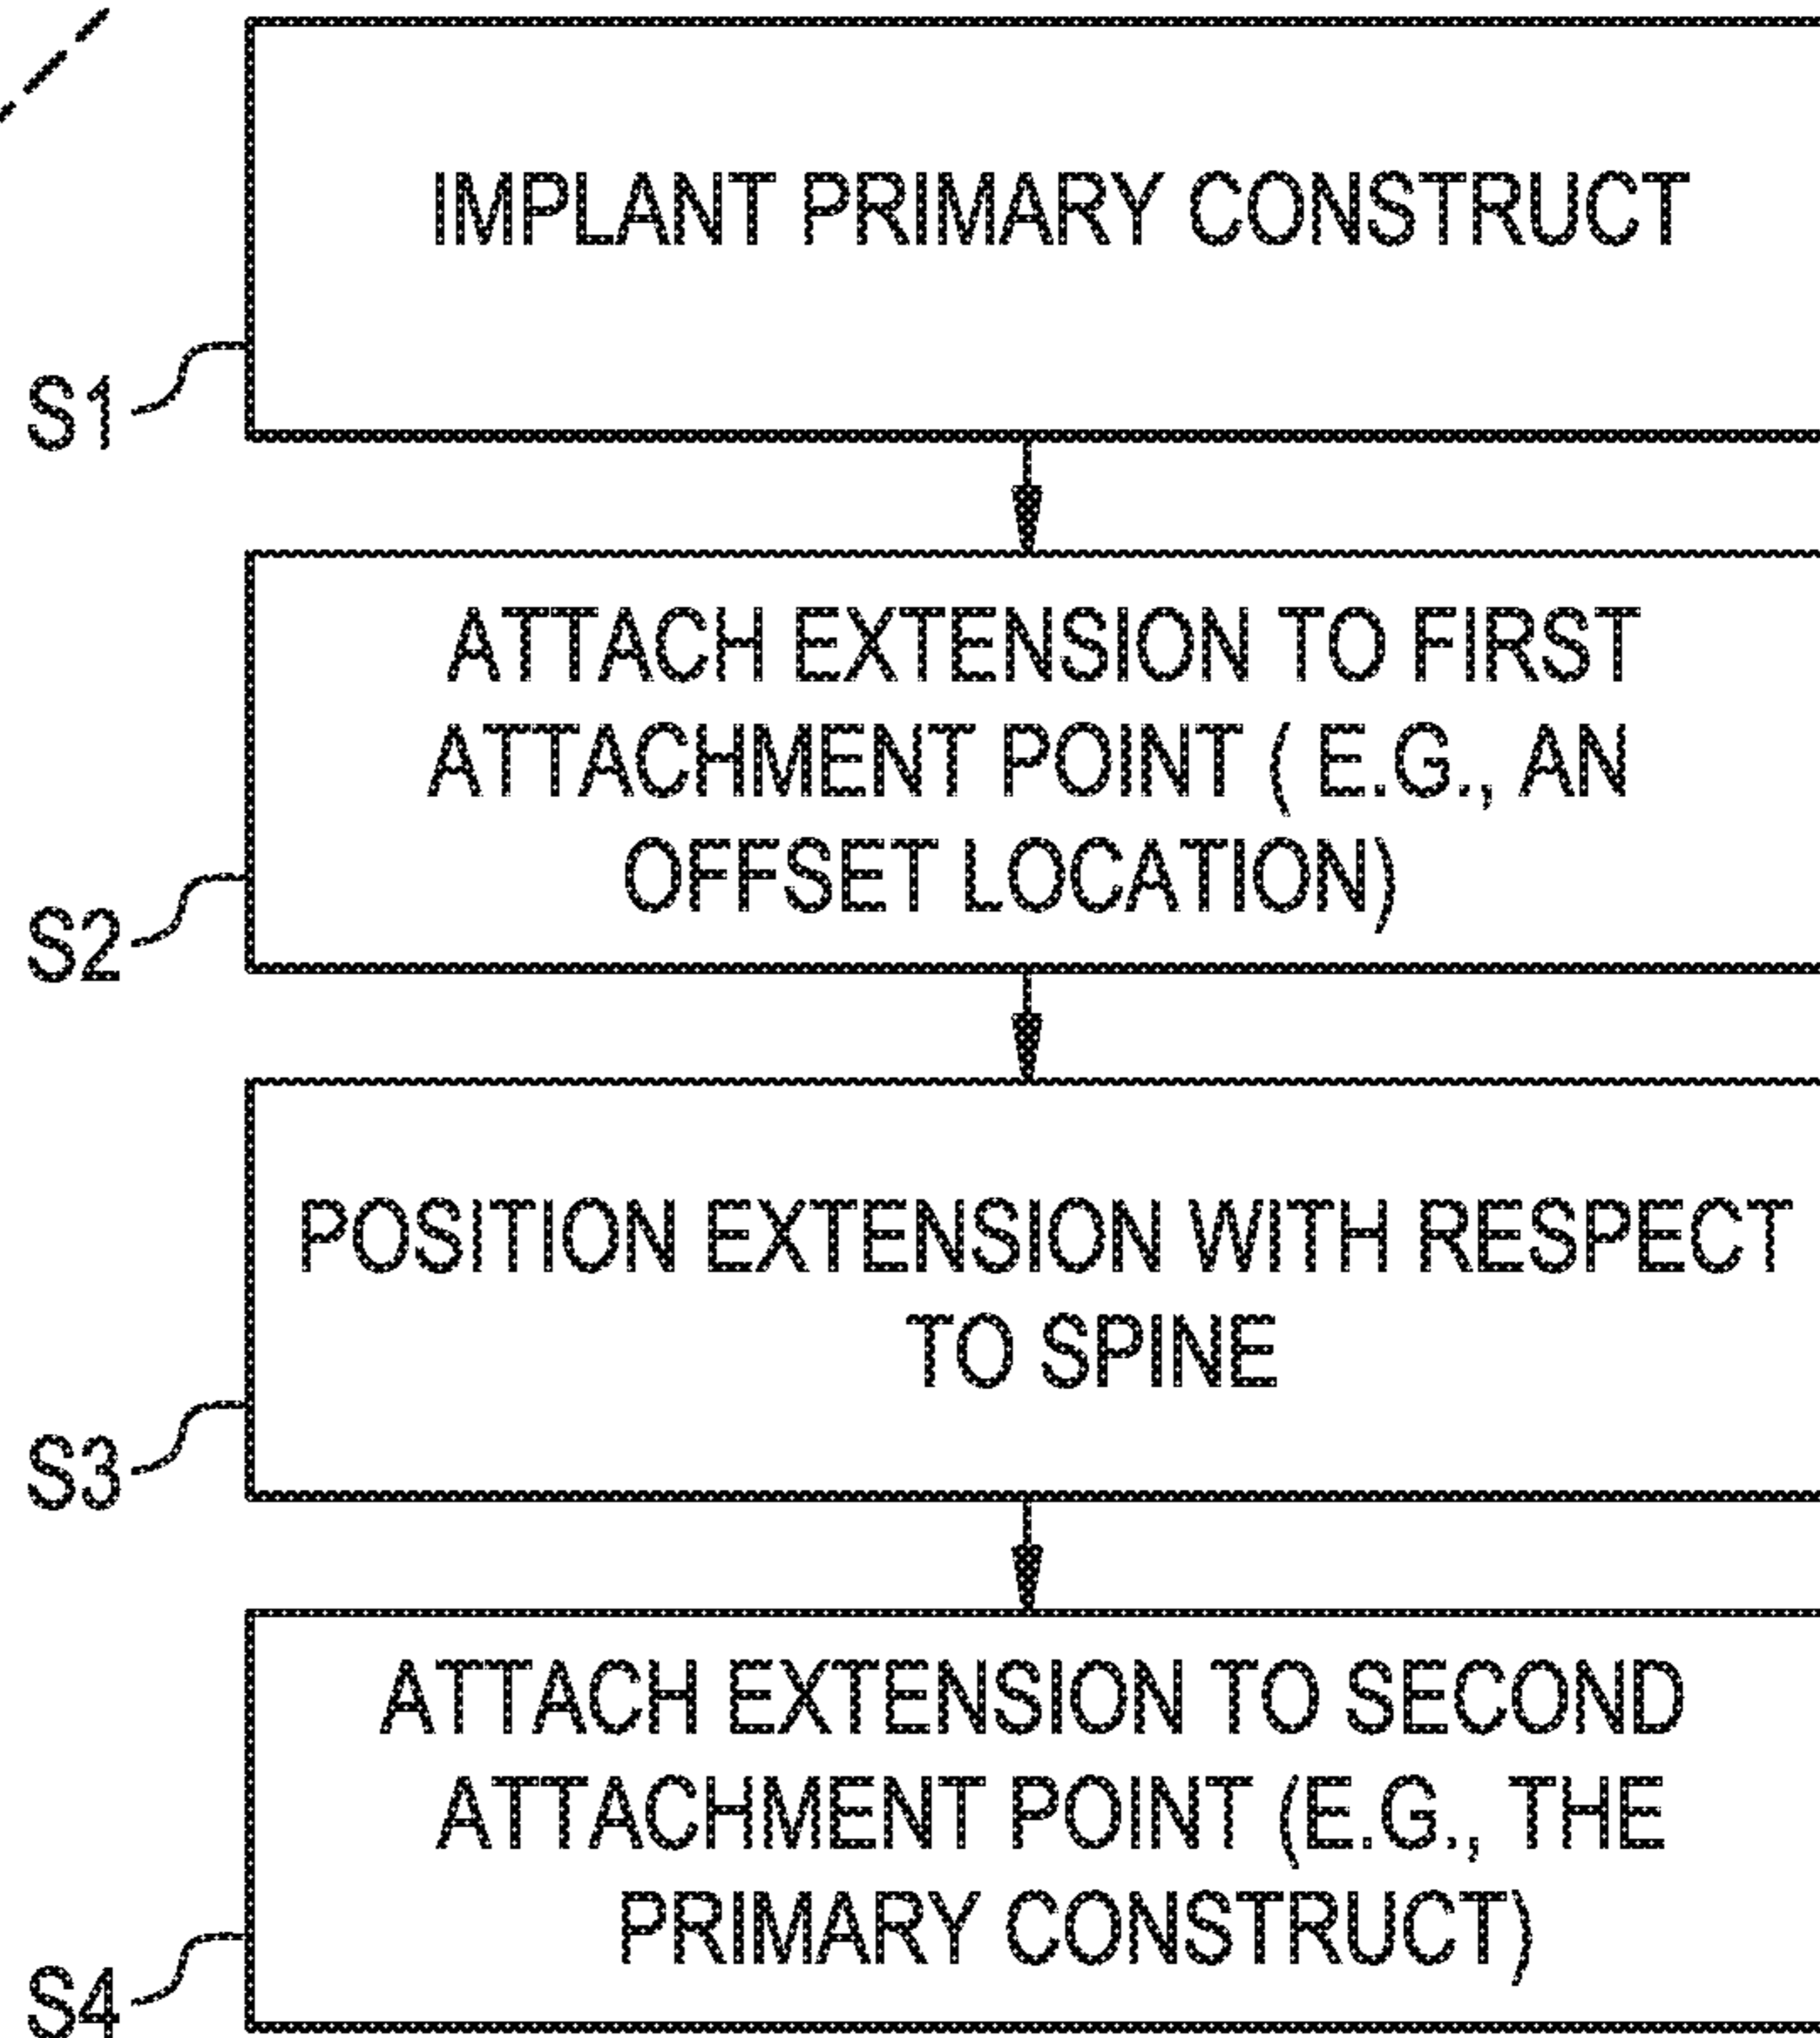 IMPLANT PRIMARY CONSTRUCT
S1
ATTACH EXTENSION TO FIRST
ATTACHMENT POINT ( E.G., AN
OFFSET LOCATION)
S2
POSITION EXTENSION WITH RESPECT
TO SPINE
S3
ATTACH EXTENSION TO SECOND
ATTACHMENT POINT (E.G., THE
PRIMARY CONSTRUCT)
S4